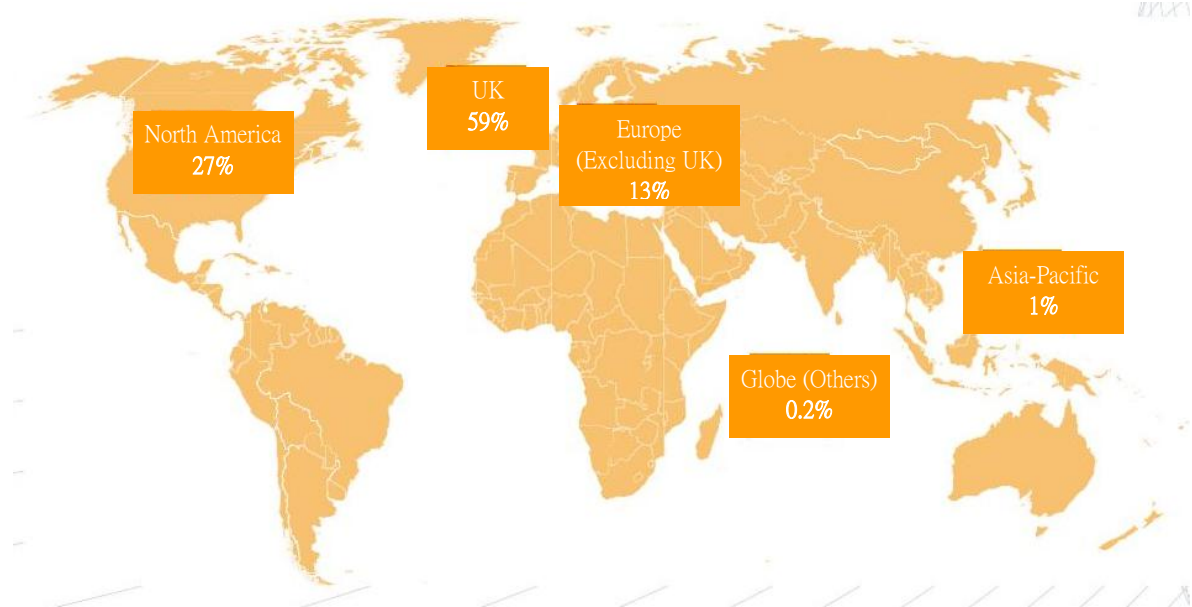 UK
59%
North America
27%
Europe
(Excluding UK)
13%
Asia-Pacific
1%
Globe (Others)
0.2%